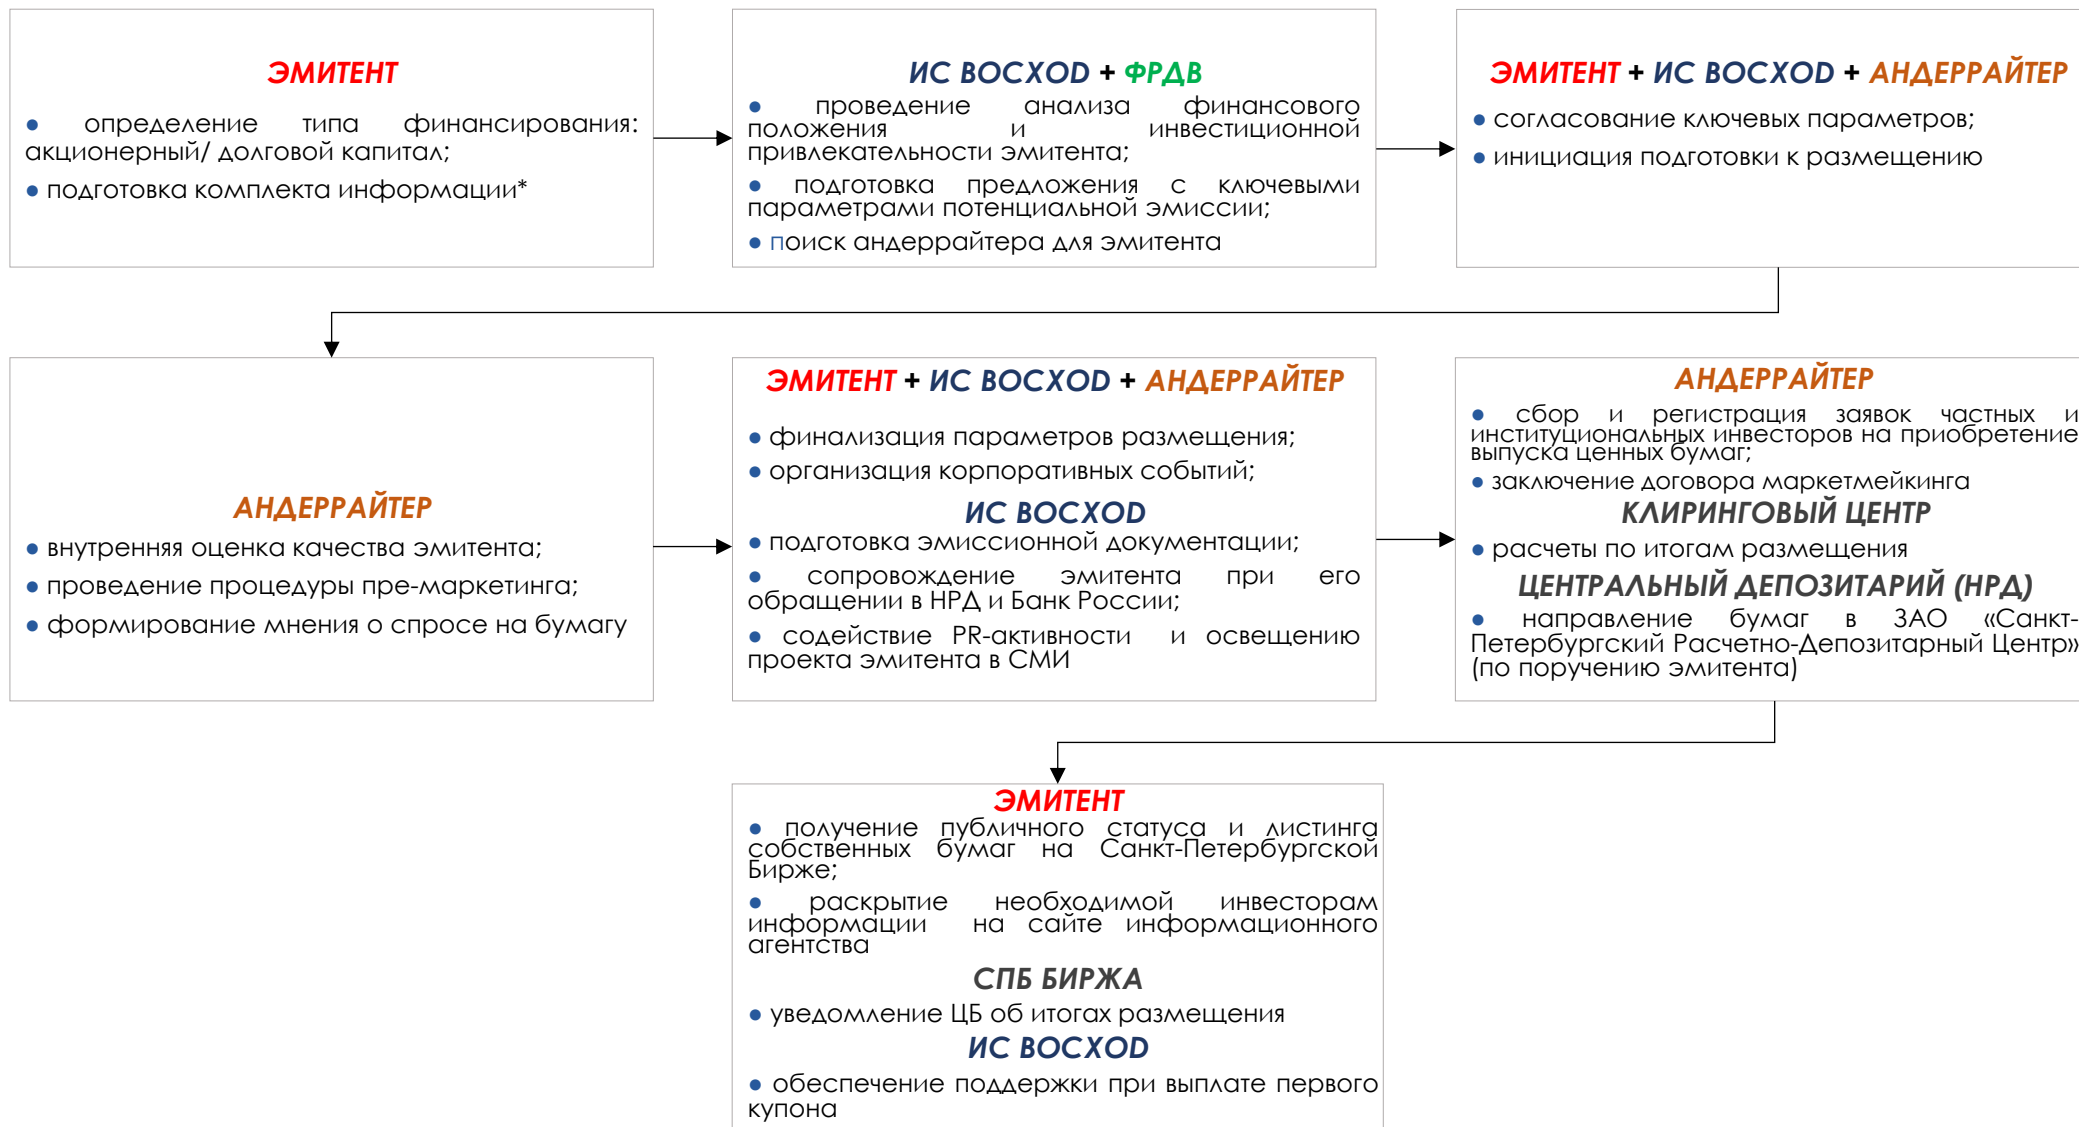 ЭМИТЕНТ
● определение типа финансирования:
акционерный/ долговой капитал;
● подготовка комплекта информации*
ИС ВОСХОD + ФРДВ
● проведение анализа финансового
положения и инвестиционной
привлекательности эмитента;
● подготовка предложения с ключевыми
параметрами потенциальной эмиссии;
● поиск андеррайтера для эмитента
ЭМИТЕНТ + ИС ВОСХОD + АНДЕРРАЙТЕР
● согласование ключевых параметров;
● инициация подготовки к размещению
АНДЕРРАЙТЕР
● внутренняя оценка качества эмитента;
● проведение процедуры пре-маркетинга;
● формирование мнения о спросе на бумагу
ЭМИТЕНТ + ИС ВОСХОD + АНДЕРРАЙТЕР
● финализация параметров размещения;
● организация корпоративных событий;
ИС ВОСХОD
● подготовка эмиссионной документации;
● сопровождение эмитента при его
обращении в НРД и Банк России;
● содействие PR-активности и освещению
проекта эмитента в СМИ
АНДЕРРАЙТЕР
● сбор и регистрация заявок частных и
институциональных инвесторов на приобретение
выпуска ценных бумаг;
● заключение договора маркетмейкинга
КЛИРИНГОВЫЙ ЦЕНТР
● расчеты по итогам размещения
ЦЕНТРАЛЬНЫЙ ДЕПОЗИТАРИЙ (НРД)
● направление бумаг в ЗАО «Санкт-
Петербургский Расчетно-Депозитарный Центр»
(по поручению эмитента)
ЭМИТЕНТ
● получение публичного статуса и листинга
собственных бумаг на Санкт-Петербургской
Бирже;
● раскрытие необходимой инвесторам
информации на сайте информационного
агентства
СПБ БИРЖА
● уведомление ЦБ об итогах размещения
ИС ВОСХОD
● обеспечение поддержки при выплате первого
купона